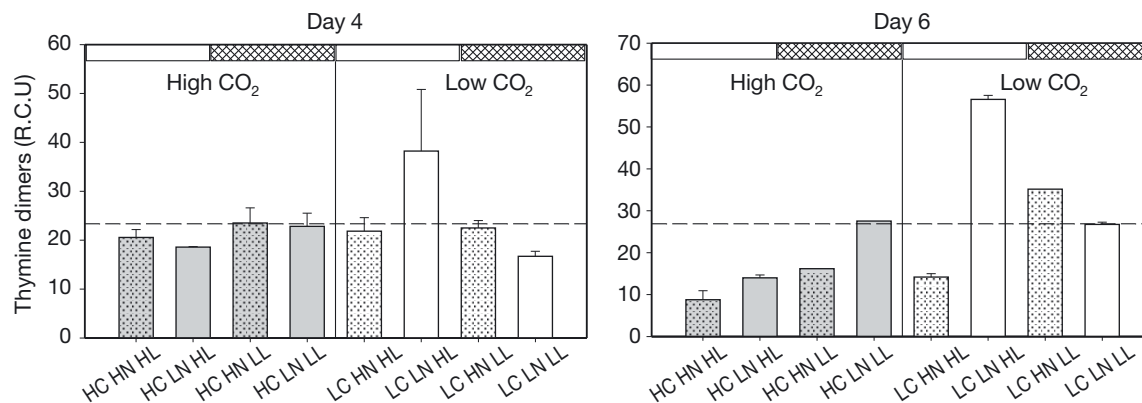 Day 4
Day 6
Thymine dimers (R.C.U)
60
50
40
30
20
10
0
High CO₂
Low CO₂
HC HN HL
HC LN HL
HC HN LL
HC LN LL
LC HN HL
LC LN HL
LC HN LL
LC LN LL
70
60
50
40
30
20
10
0
High CO₂
Low CO₂
HC HN HL
HC LN HL
HC HN LL
HC LN LL
LC HN HL
LC LN HL
LC HN LL
LC LN LL